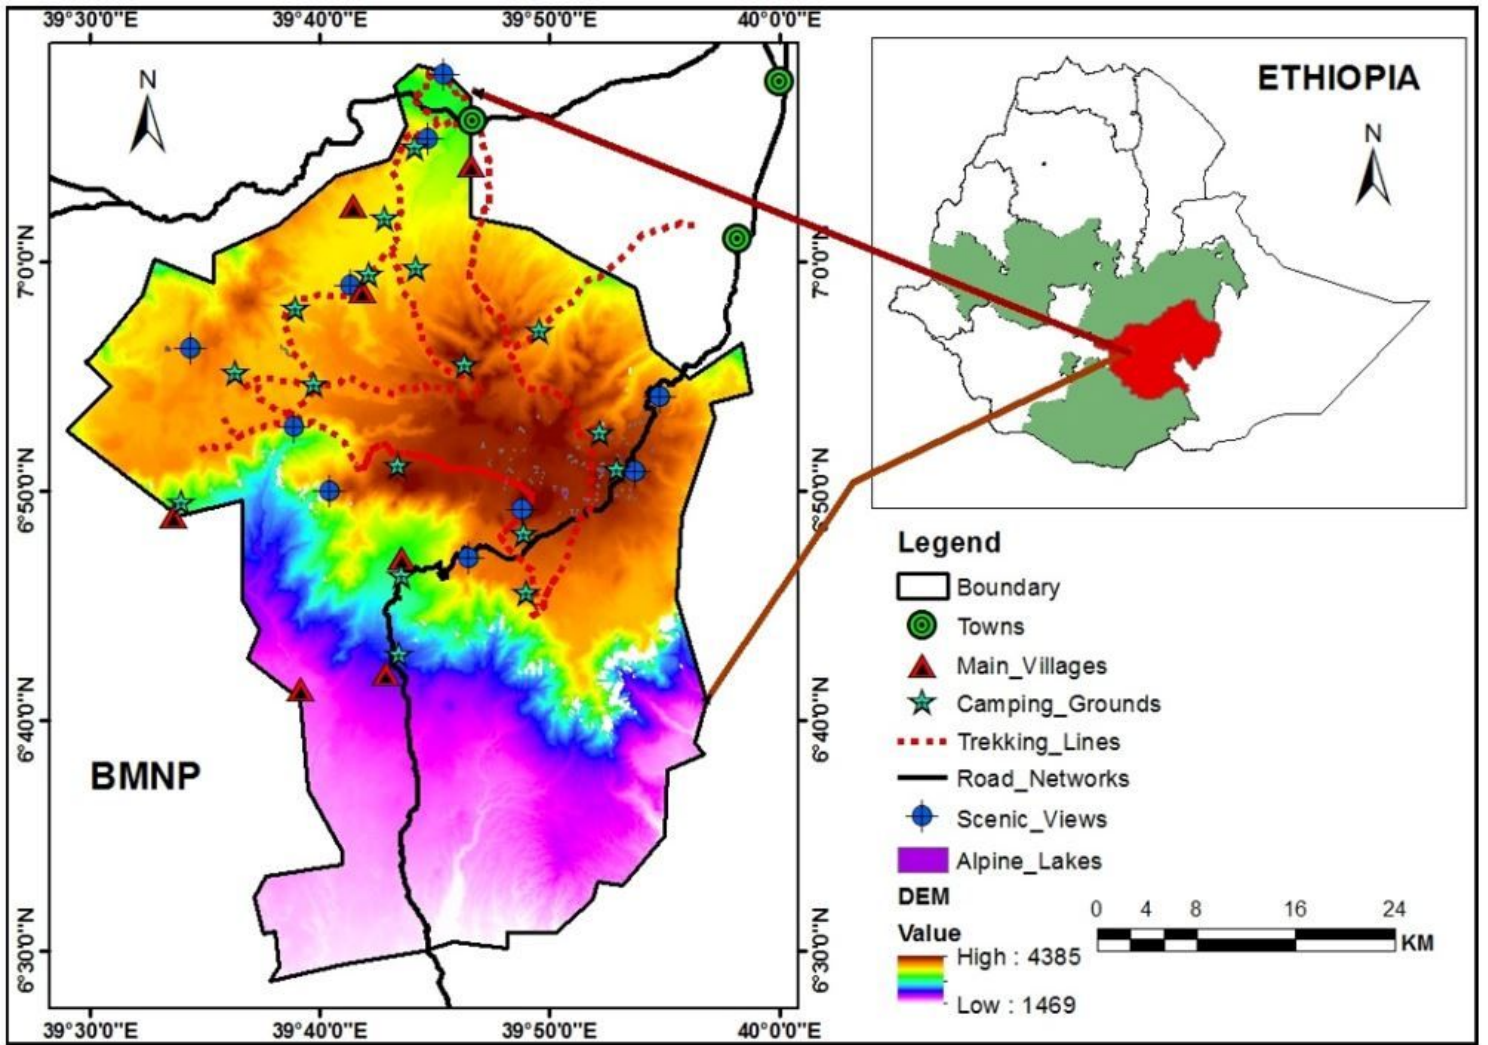 39°30'0"E 39°40'0"E 39°50'0"E 40°0'0"E
N
7°0'0"N
7°0'0"N
6°50'0"N
6°50'0"N
6°40'0"N
6°40'0"N
6°30'0"N
6°30'0"N
BMNP
39°30'0"E 39°40'0"E 39°50'0"E 40°0'0"E
ETHIOPIA
N
Legend
Boundary
Towns
Main_Villages
Camping_Grounds
Trekking_Lines
Road_Networks
Scenic_Views
Alpine_Lakes
DEM
Value
High : 4385
Low : 1469
0 4 8 16 24
KM